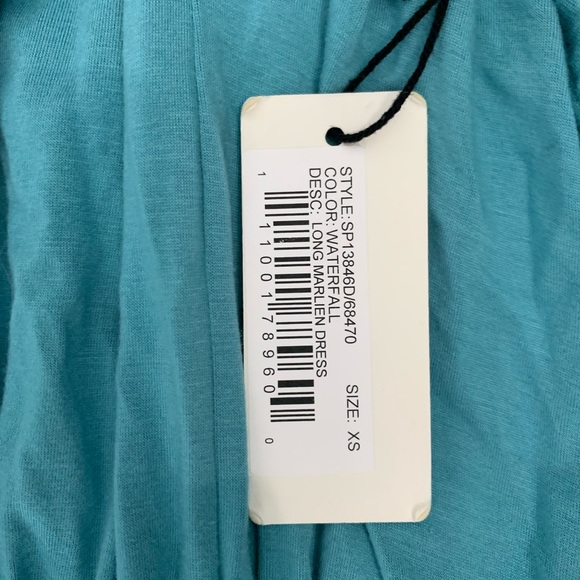 STYLE: SP13846D/68470
COLOR: WATERFALL SIZE: XS
DESC: LONG MARLIEN DRESS
1 11001 78960 0